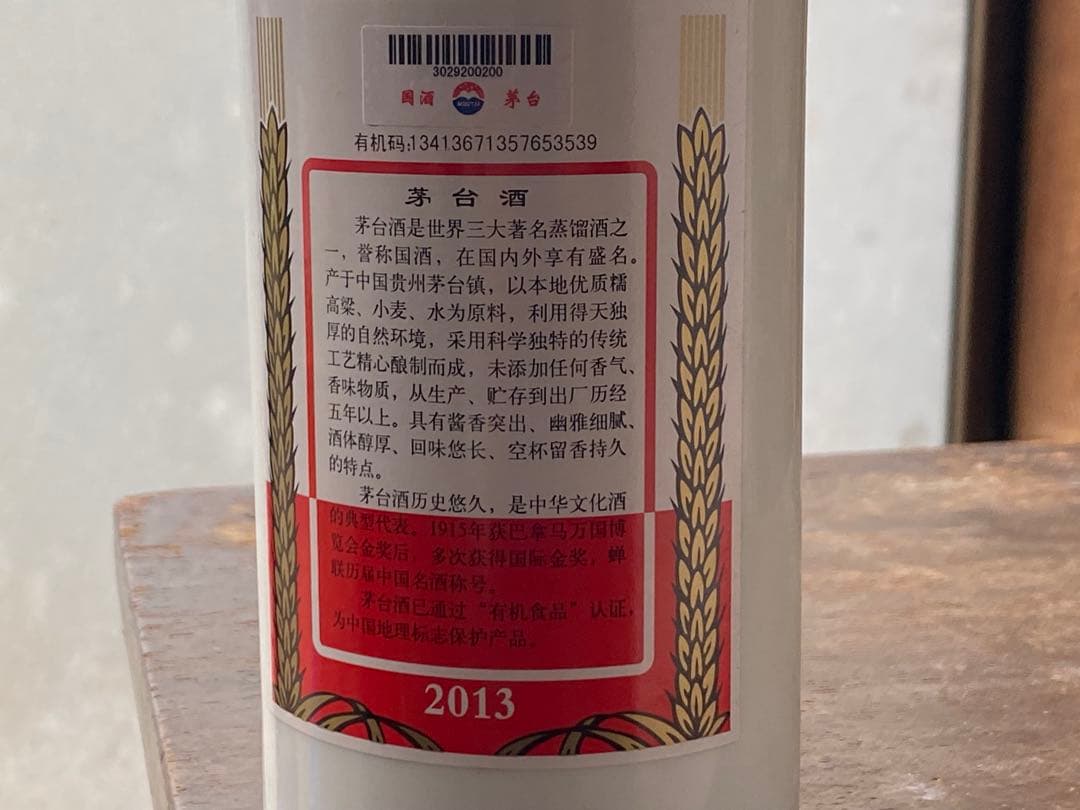 3029200200
国酒 MOUTAI 茅台
有机码:13413671357653539
茅台酒
茅台酒是世界三大著名蒸馏酒之
一，誉称国酒，在国内外享有盛名。
产于中国贵州茅台镇，以本地优质糯
高粱、小麦、水为原料，利用得天独
厚的自然环境，采用科学独特的传统
工艺精心酿制而成，未添加任何香气、
香味物质，从生产、贮存到出厂历经
五年以上。具有酱香突出、幽雅细腻、
酒体醇厚、回味悠长、空杯留香持久
的特点。
茅台酒历史悠久，是中华文化酒
的典型代表。1915年获巴拿马万国博
览会金奖后，多次获得国际金奖，蝉
联历届中国名酒称号。
茅台酒已通过“有机食品”认证，
为中国地理标志保护产品。
2013